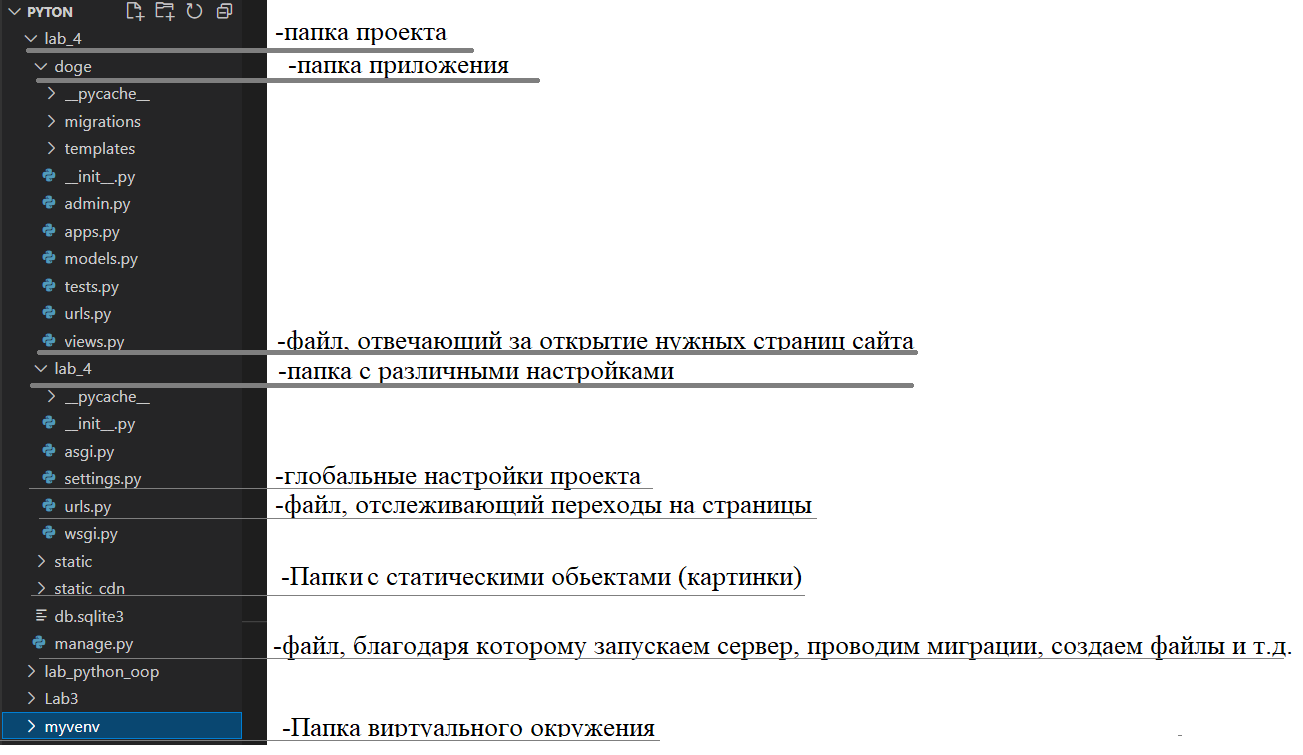 PYTON
lab_4 -папка проекта
doge -папка приложения
__pycache__
migrations
templates
__init__.py
admin.py
apps.py
models.py
tests.py
urls.py
views.py -файл, отвечающий за открытие нужных страниц сайта
lab_4 -папка с различными настройками
__pycache__
__init__.py
asgi.py
settings.py -глобальные настройки проекта
urls.py -файл, отслеживающий переходы на страницы
wsgi.py
static
static_cdn -Папки с статическими обьектами (картинки)
db.sqlite3
manage.py -файл, благодаря которому запускаем сервер, проводим миграции, создаем файлы и т.д.
lab_python_oop
Lab3
myvenv -Папка виртуального окружения